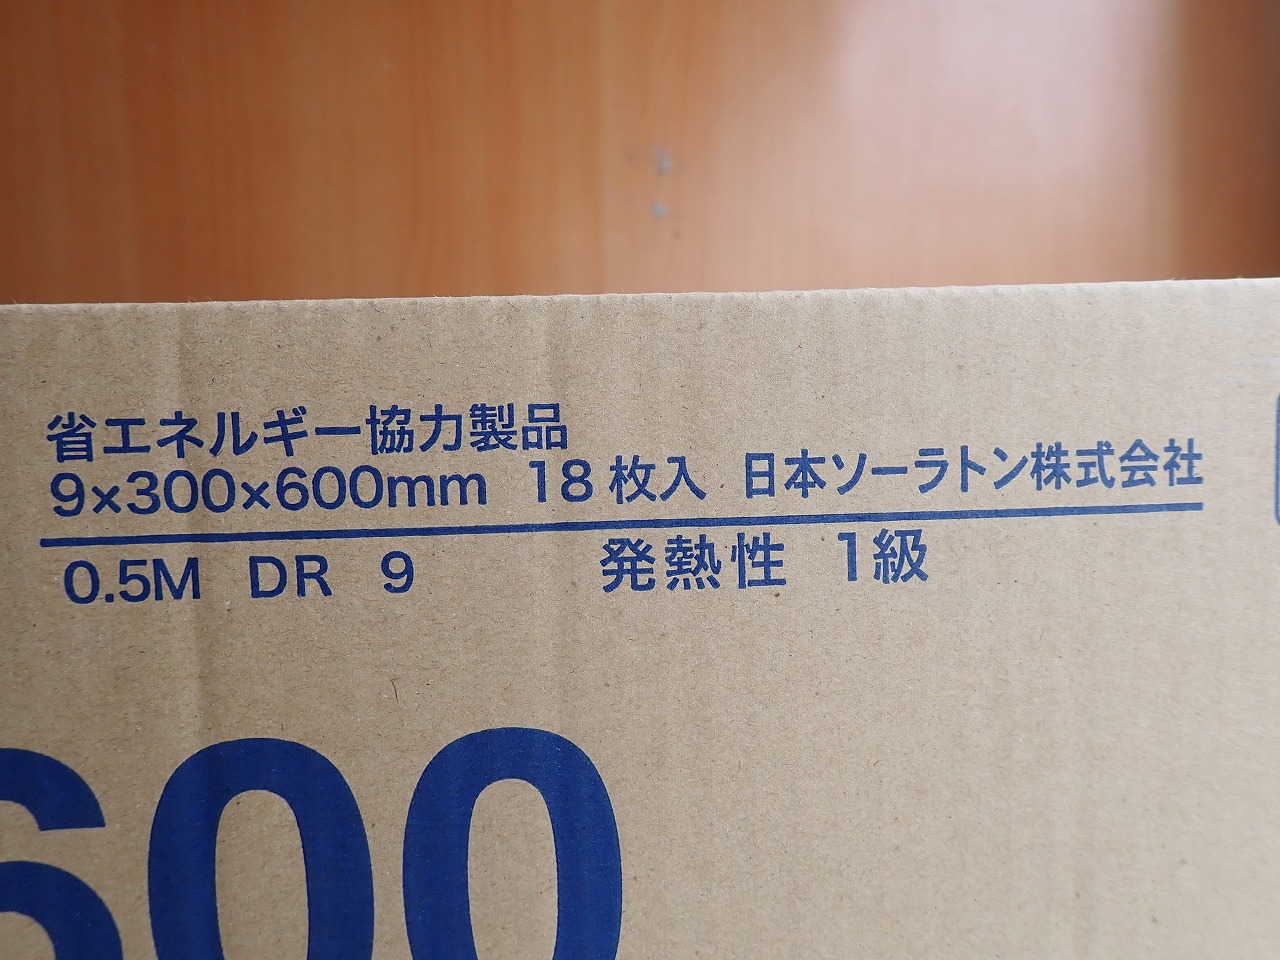 省エネルギー協力製品
9×300×600mm 18枚入 日本ソーラトン株式会社
0.5M DR 9 発熱性 1級
600